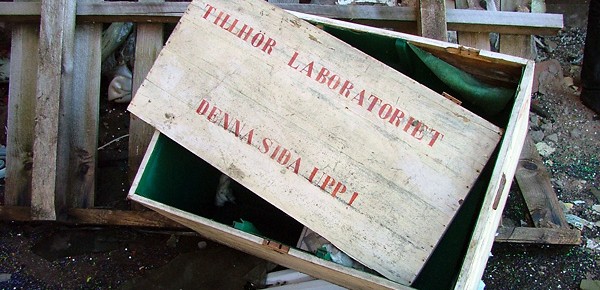 TILLHÖR LABORATORIET
DENNA SIDA UPP!